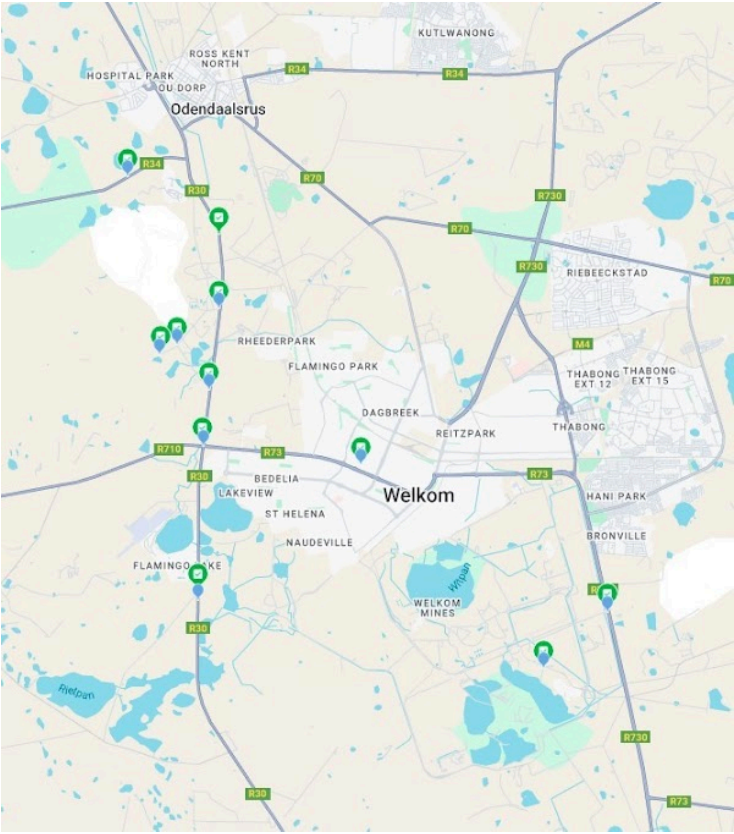 KUTLWANONG
ROSS KENT
NORTH
HOSPITAL PARK
OU DORP
R34
R34
Odendaalsrus
R34
R70
R30
R730
R70
R730
RIEBEECKSTAD
R70
RHEEDERPARK
M4
FLAMINGO PARK
THABONG
EXT 12
THABONG
EXT 15
DAGBREEK
REITZPARK
THABONG
R710
R73
R30
BEDELIA
R73
LAKEVIEW
Welkom
HANI PARK
ST HELENA
NAUDEVILLE
BRONVILLE
FLAMINGO LAKE
Witpan
WELKOM
MINES
R30
Rietpan
R730
R30
R73